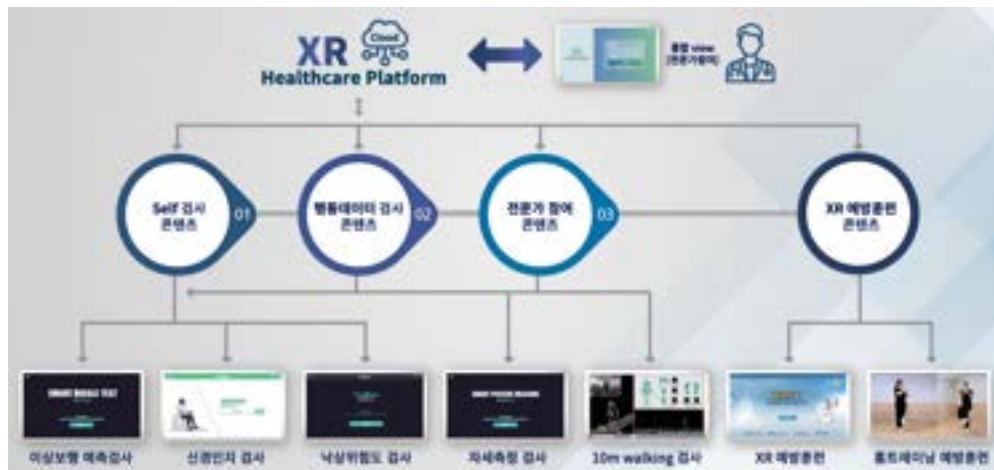 XR
Cloud
Healthcare Platform
통합 view
(전문가참여)
Self 검사
콘텐츠
01
행동데이터 검사
콘텐츠
02
전문가 참여
콘텐츠
03
XR 예방훈련
콘텐츠
이상보행 예측검사
신경인지 검사
낙상위험도 검사
자세측정 검사
10m walking 검사
XR 예방훈련
홈트레이닝 예방훈련